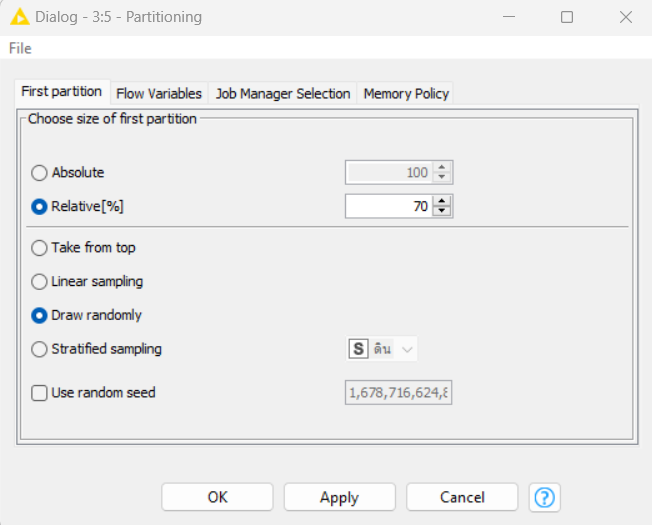 Dialog - 3:5 - Partitioning
File
First partition Flow Variables Job Manager Selection Memory Policy
Choose size of first partition
Absolute 100
Relative[%] 70
Take from top
Linear sampling
Draw randomly
Stratified sampling S ดิน
Use random seed 1,678,716,624,8
OK Apply Cancel ?